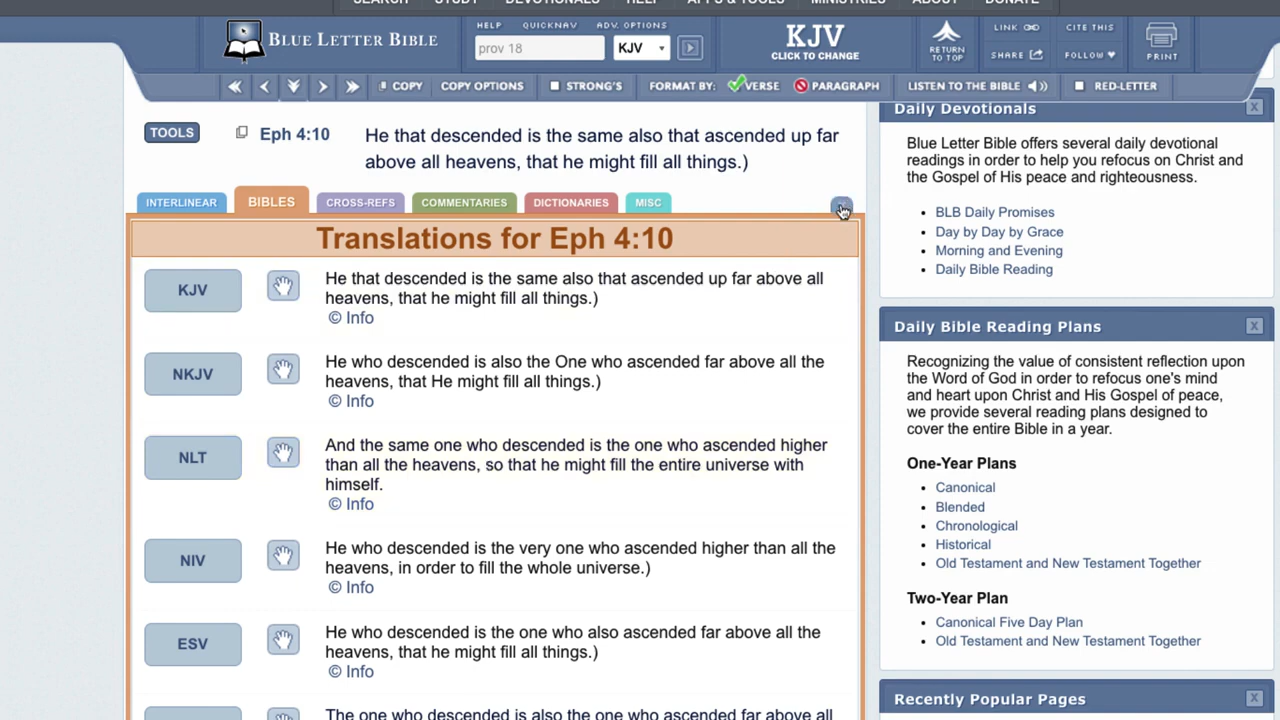 SEARCH STUDY DEVOTIONALS HELP APPS & TOOLS MINISTRIES ABOUT DONATE
BLUE LETTER BIBLE
HELP QUICKNAV ADV. OPTIONS
prov 18 KJV
KJV
CLICK TO CHANGE
RETURN
TO TOP
LINK CITE THIS
SHARE FOLLOW
PRINT
COPY COPY OPTIONS STRONG'S FORMAT BY: VERSE PARAGRAPH LISTEN TO THE BIBLE RED-LETTER
TOOLS Eph 4:10 He that descended is the same also that ascended up far
above all heavens, that he might fill all things.)
INTERLINEAR BIBLES CROSS-REFS COMMENTARIES DICTIONARIES MISC
Translations for Eph 4:10
KJV He that descended is the same also that ascended up far above all
heavens, that he might fill all things.)
© Info
NKJV He who descended is also the One who ascended far above all the
heavens, that He might fill all things.)
© Info
NLT And the same one who descended is the one who ascended higher
than all the heavens, so that he might fill the entire universe with
himself.
© Info
NIV He who descended is the very one who ascended higher than all the
heavens, in order to fill the whole universe.)
© Info
ESV He who descended is the one who also ascended far above all the
heavens, that he might fill all things.)
© Info
The one who descended is also the one who ascended far above all
Daily Devotionals X
Blue Letter Bible offers several daily devotional
readings in order to help you refocus on Christ and
the Gospel of His peace and righteousness.
• BLB Daily Promises
• Day by Day by Grace
• Morning and Evening
• Daily Bible Reading
Daily Bible Reading Plans X
Recognizing the value of consistent reflection upon
the Word of God in order to refocus one's mind
and heart upon Christ and His Gospel of peace,
we provide several reading plans designed to
cover the entire Bible in a year.
One-Year Plans
• Canonical
• Blended
• Chronological
• Historical
• Old Testament and New Testament Together
Two-Year Plan
• Canonical Five Day Plan
• Old Testament and New Testament Together
Recently Popular Pages X